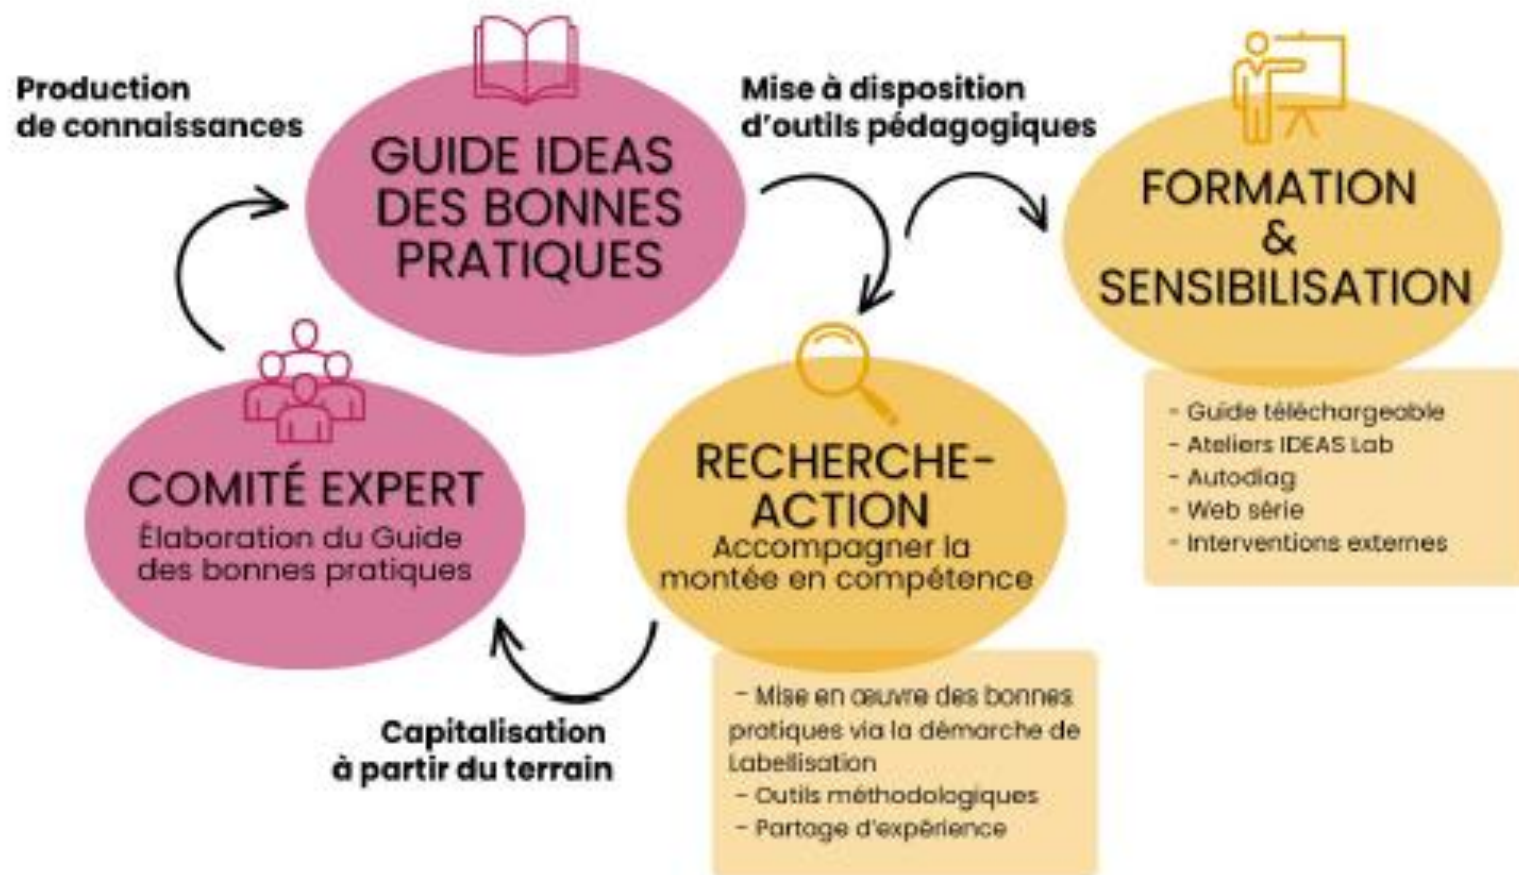 Production
de connaissances
GUIDE IDEAS
DES BONNES
PRATIQUES
Mise à disposition
d'outils pédagogiques
FORMATION
&
SENSIBILISATION
- Guide téléchargeable
- Ateliers IDEAS Lab
- Autodiag
- Web série
- Interventions externes
COMITÉ EXPERT
Élaboration du Guide
des bonnes pratiques
RECHERCHE-
ACTION
Accompagner la
montée en compétence
- Mise en œuvre des bonnes
pratiques via la démarche de
Labellisation
- Outils méthodologiques
- Partage d'expérience
Capitalisation
à partir du terrain